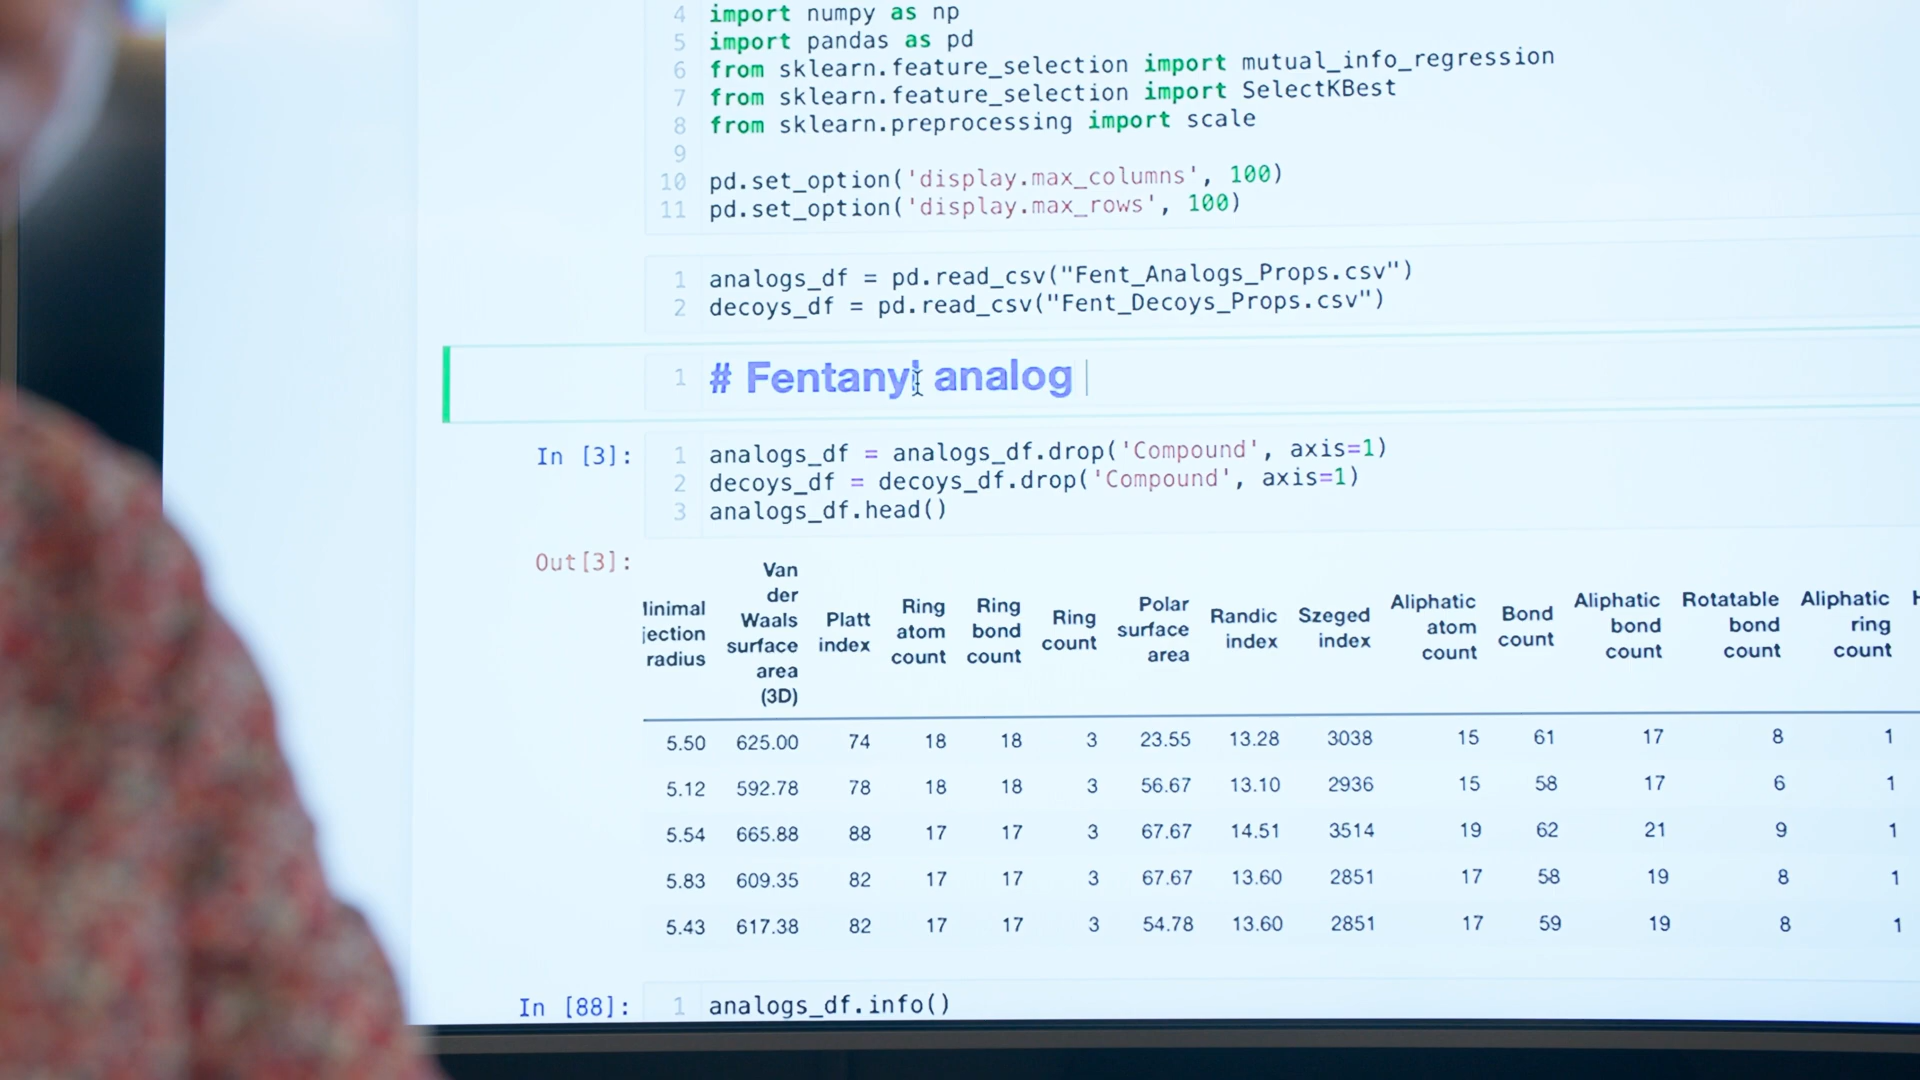 4 import numpy as np
5 import pandas as pd
6 from sklearn.feature_selection import mutual_info_regression
7 from sklearn.feature_selection import SelectKBest
8 from sklearn.preprocessing import scale
9
10 pd.set_option('display.max_columns', 100)
11 pd.set_option('display.max_rows', 100)
1 analogs_df = pd.read_csv("Fent_Analogs_Props.csv")
2 decoys_df = pd.read_csv("Fent_Decoys_Props.csv")
1 # Fentanyl analog
In [3]: 1 analogs_df = analogs_df.drop('Compound', axis=1)
2 decoys_df = decoys_df.drop('Compound', axis=1)
3 analogs_df.head()
Out[3]:
radius Van der Waals surface area (3D) Platt index Ring atom count Ring bond count Ring count Polar surface area Randic index Szeged index Aliphatic atom count Bond count Aliphatic bond count Rotatable bond count Aliphatic ring count
5.50 625.00 74 18 18 3 23.55 13.28 3038 15 61 17 8 1
5.12 592.78 78 18 18 3 56.67 13.10 2936 15 58 17 6 1
5.54 665.88 88 17 17 3 67.67 14.51 3514 19 62 21 9 1
5.83 609.35 82 17 17 3 67.67 13.60 2851 17 58 19 8 1
5.43 617.38 82 17 17 3 54.78 13.60 2851 17 59 19 8 1
In [88]: 1 analogs_df.info()